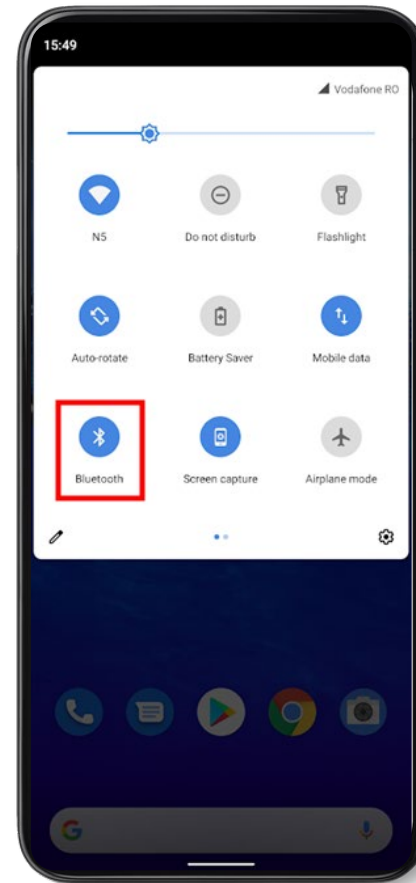 15:49
Vodafone RO
N5
Do not disturb
Flashlight
Auto-rotate
Battery Saver
Mobile data
Bluetooth
Screen capture
Airplane mode